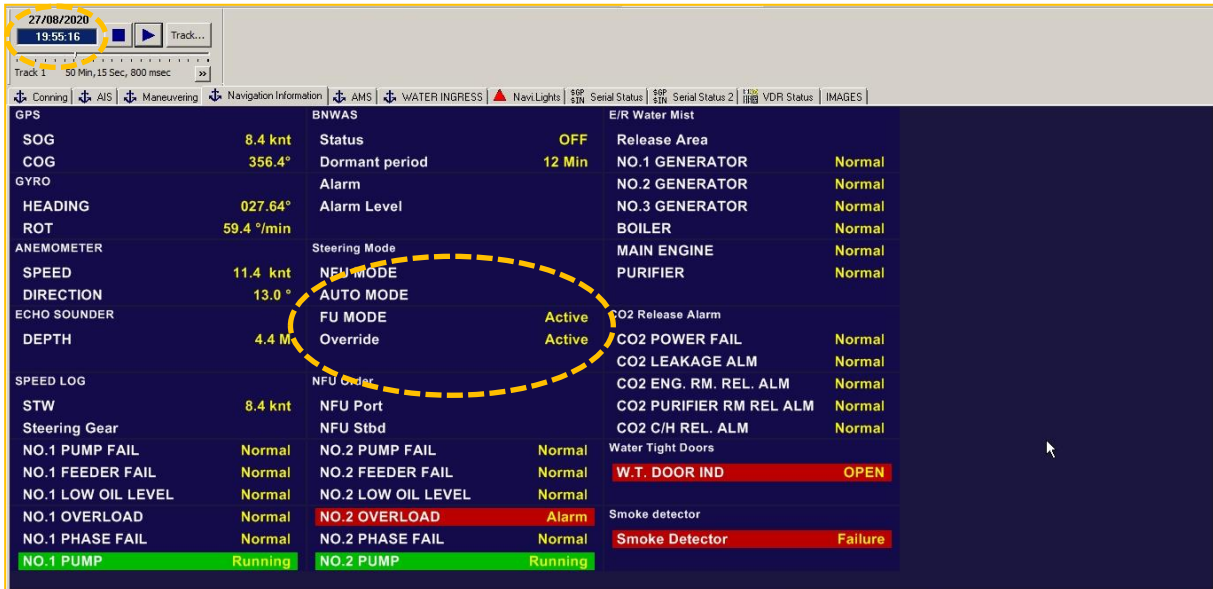 27/08/2020
19:55:16
Track...
Track 1 50 Min,15 Sec, 800 msec »
Conning AIS Maneuvering Navigation Information AMS WATER INGRESS Navi.Lights SGP $IN Serial Status SGP $IN Serial Status 2 VDR Status IMAGES
GPS
SOG 8.4 knt
COG 356.4°
GYRO
HEADING 027.64°
ROT 59.4 °/min
ANEMOMETER
SPEED 11.4 knt
DIRECTION 13.0 °
ECHO SOUNDER
DEPTH 4.4 M
SPEED LOG
STW 8.4 knt
Steering Gear
NO.1 PUMP FAIL Normal
NO.1 FEEDER FAIL Normal
NO.1 LOW OIL LEVEL Normal
NO.1 OVERLOAD Normal
NO.1 PHASE FAIL Normal
NO.1 PUMP Running
BNWAS
Status OFF
Dormant period 12 Min
Alarm
Alarm Level
Steering Mode
NFU MODE
AUTO MODE
FU MODE Active
Override Active
NFU Order
NFU Port
NFU Stbd
NO.2 PUMP FAIL Normal
NO.2 FEEDER FAIL Normal
NO.2 LOW OIL LEVEL Normal
NO.2 OVERLOAD Alarm
NO.2 PHASE FAIL Normal
NO.2 PUMP Running
E/R Water Mist
Release Area
NO.1 GENERATOR Normal
NO.2 GENERATOR Normal
NO.3 GENERATOR Normal
BOILER Normal
MAIN ENGINE Normal
PURIFIER Normal
CO2 Release Alarm
CO2 POWER FAIL Normal
CO2 LEAKAGE ALM Normal
CO2 ENG. RM. REL. ALM Normal
CO2 PURIFIER RM REL ALM Normal
CO2 C/H REL. ALM Normal
Water Tight Doors
W.T. DOOR IND OPEN
Smoke detector
Smoke Detector Failure